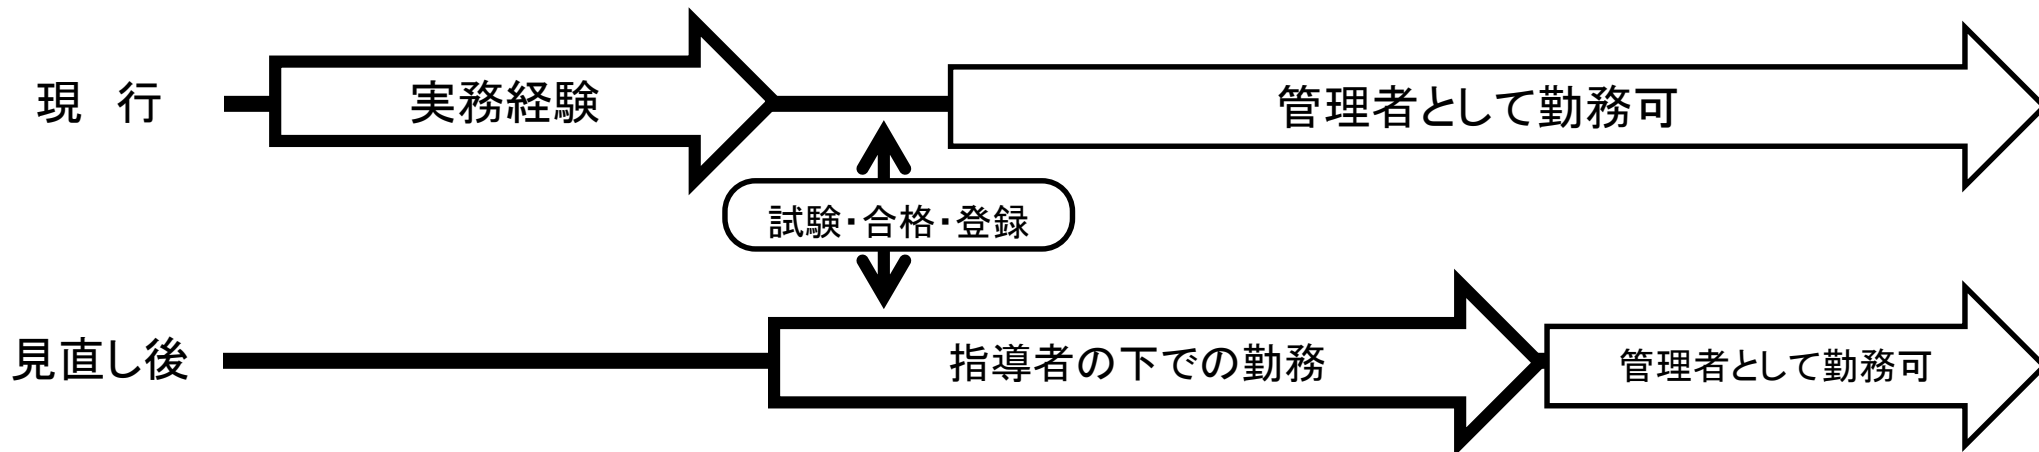 現　行
実務経験
管理者として勤務可
試験・合格・登録
見直し後
指導者の下での勤務
管理者として勤務可